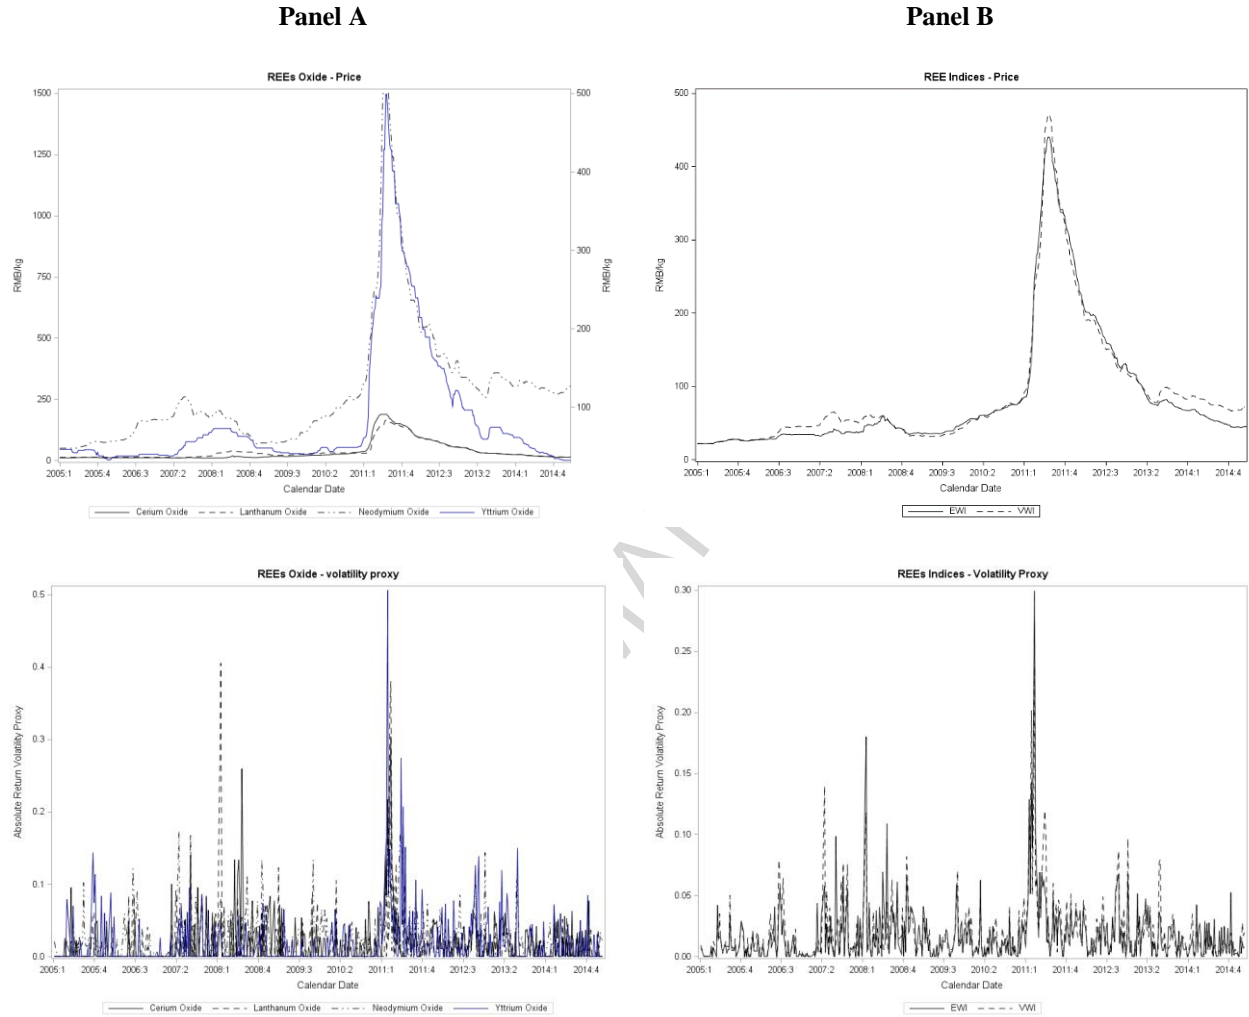 Panel A
Panel B
REEs Oxide - Price
1500
1250
1000
750
500
250
0
500
400
300
200
100
RMB/kg
RMB/kg
2005:1 2005:4 2006:3 2007:2 2008:1 2008:4 2009:3 2010:2 2011:1 2011:4 2012:3 2013:2 2014:1 2014:4
Calendar Date
Cerium Oxide Lanthanum Oxide Neodymium Oxide Yttrium Oxide
REE Indices - Price
500
400
300
200
100
0
RMB/kg
2005:1 2005:4 2006:3 2007:2 2008:1 2008:4 2009:3 2010:2 2011:1 2011:4 2012:3 2013:2 2014:1 2014:4
Calendar Date
EWI VWI
REEs Oxide - volatility proxy
0.5
0.4
0.3
0.2
0.1
0.0
Absolute Return Volatility Proxy
2005:1 2005:4 2006:3 2007:2 2008:1 2008:4 2009:3 2010:2 2011:1 2011:4 2012:3 2013:2 2014:1 2014:4
Calendar Date
Cerium Oxide Lanthanum Oxide Neodymium Oxide Yttrium Oxide
REEs Indices - Volatility Proxy
0.30
0.25
0.20
0.15
0.10
0.05
0.00
Absolute Return Volatility Proxy
2005:1 2005:4 2006:3 2007:2 2008:1 2008:4 2009:3 2010:2 2011:1 2011:4 2012:3 2013:2 2014:1 2014:4
Calendar Date
EWI VWI